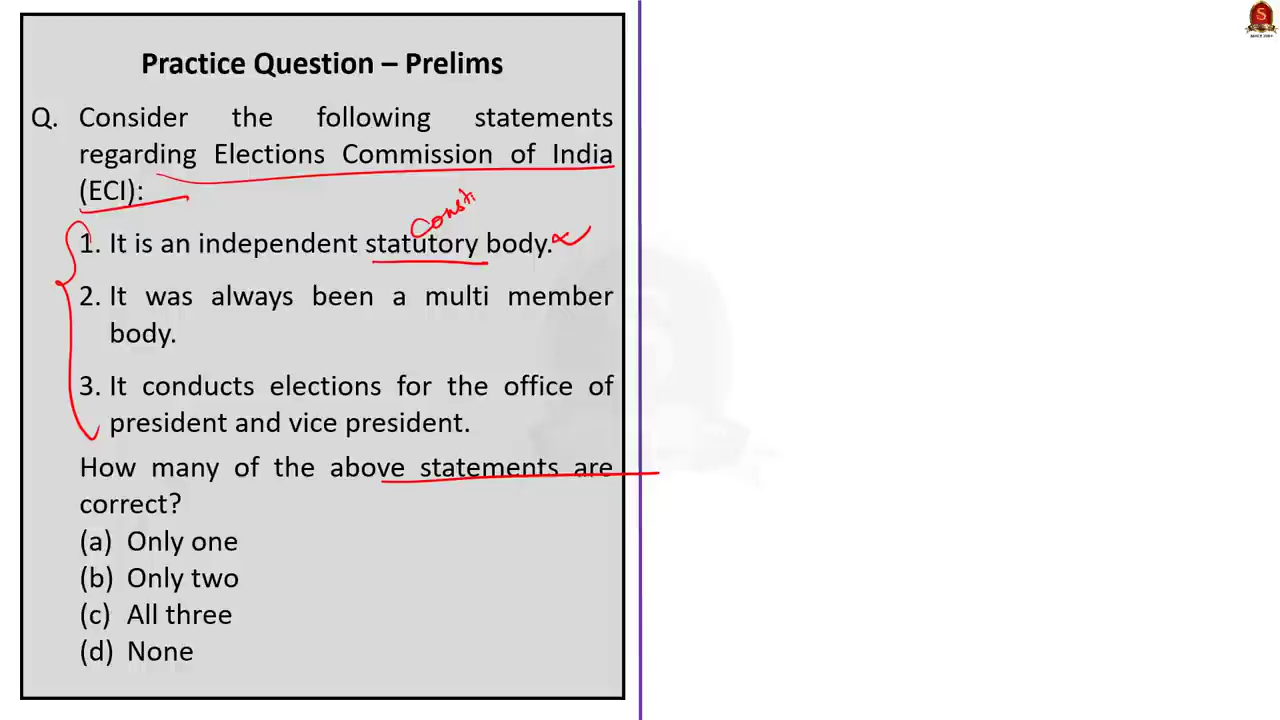 Practice Question – Prelims
Q. Consider the following statements
regarding Elections Commission of India
(ECI):
Consti
1. It is an independent statutory body.
2. It was always been a multi member
body.
3. It conducts elections for the office of
president and vice president.
How many of the above statements are
correct?
(a) Only one
(b) Only two
(c) All three
(d) None
S